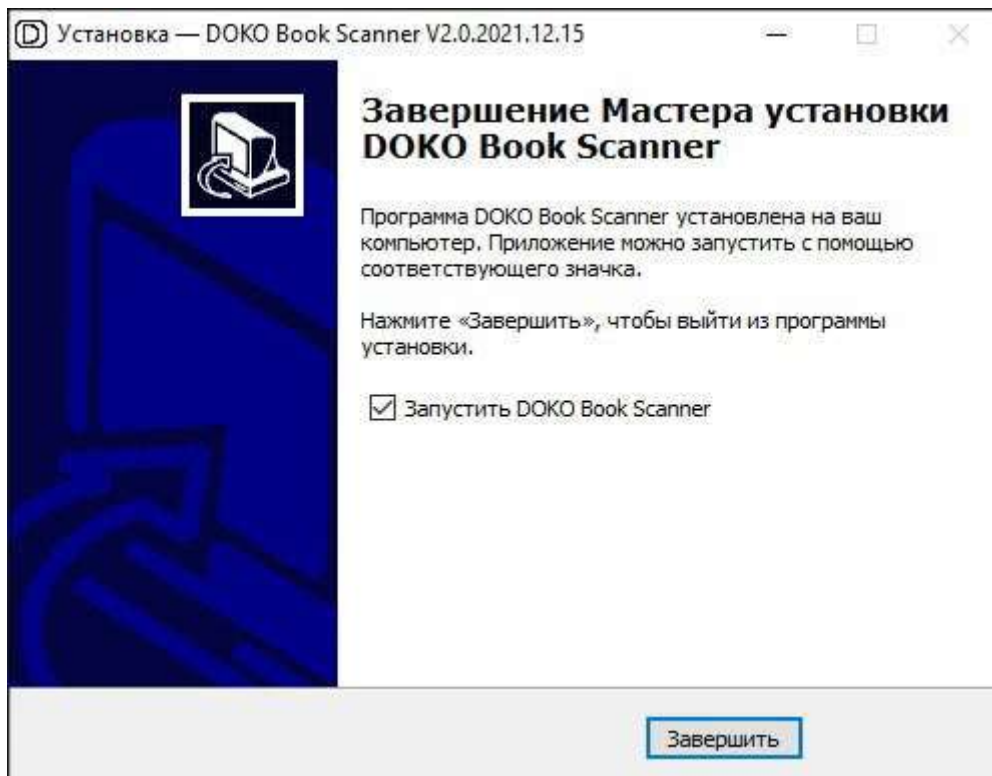 Установка — DOKO Book Scanner V2.0.2021.12.15
Завершение Мастера установки
DOKO Book Scanner
Программа DOKO Book Scanner установлена на ваш
компьютер. Приложение можно запустить с помощью
соответствующего значка.
Нажмите «Завершить», чтобы выйти из программы
установки.
Запустить DOKO Book Scanner
Завершить